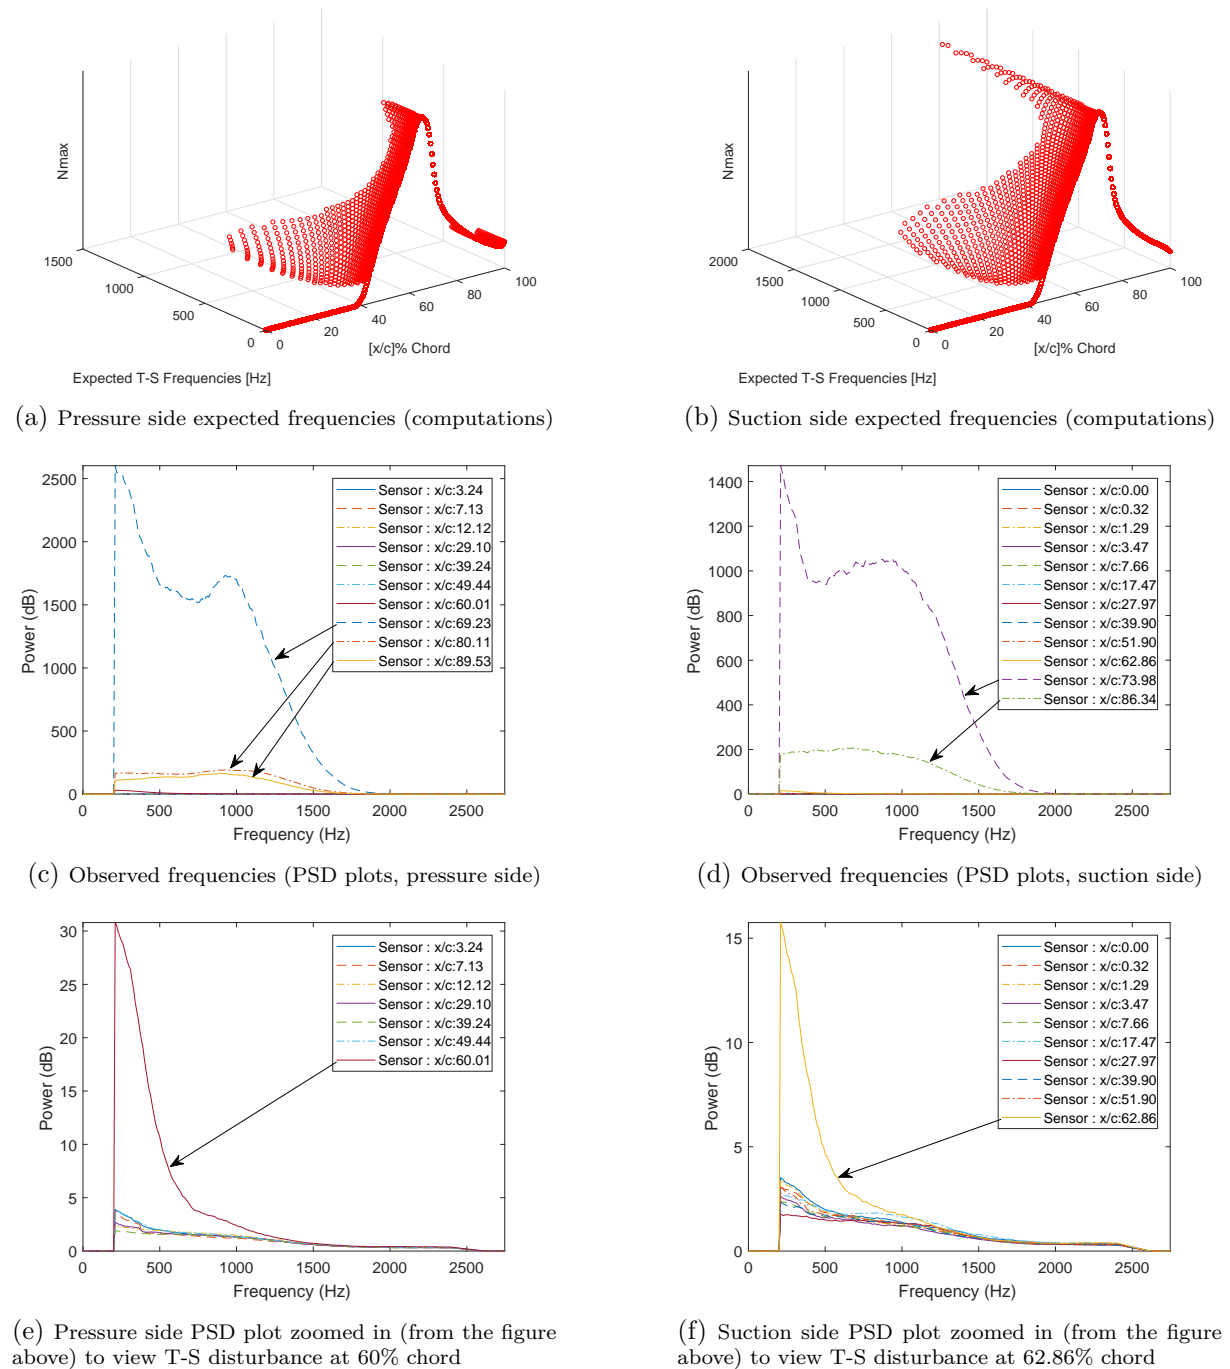 Nmax
1500
1000
500
0
0
20
40
60
80
100
[x/c]% Chord
Expected T-S Frequencies [Hz]
(a) Pressure side expected frequencies (computations)
Nmax
2000
1500
1000
500
0
0
20
40
60
80
100
[x/c]% Chord
Expected T-S Frequencies [Hz]
(b) Suction side expected frequencies (computations)
Power (dB)
2500
2000
1500
1000
500
0
0 500 1000 1500 2000 2500
Frequency (Hz)
Sensor : x/c:3.24
Sensor : x/c:7.13
Sensor : x/c:12.12
Sensor : x/c:29.10
Sensor : x/c:39.24
Sensor : x/c:49.44
Sensor : x/c:60.01
Sensor : x/c:69.23
Sensor : x/c:80.11
Sensor : x/c:89.53
(c) Observed frequencies (PSD plots, pressure side)
Power (dB)
1400
1200
1000
800
600
400
200
0
0 500 1000 1500 2000 2500
Frequency (Hz)
Sensor : x/c:0.00
Sensor : x/c:0.32
Sensor : x/c:1.29
Sensor : x/c:3.47
Sensor : x/c:7.66
Sensor : x/c:17.47
Sensor : x/c:27.97
Sensor : x/c:39.90
Sensor : x/c:51.90
Sensor : x/c:62.86
Sensor : x/c:73.98
Sensor : x/c:86.34
(d) Observed frequencies (PSD plots, suction side)
Power (dB)
30
25
20
15
10
5
0
0 500 1000 1500 2000 2500
Frequency (Hz)
Sensor : x/c:3.24
Sensor : x/c:7.13
Sensor : x/c:12.12
Sensor : x/c:29.10
Sensor : x/c:39.24
Sensor : x/c:49.44
Sensor : x/c:60.01
(e) Pressure side PSD plot zoomed in (from the figure
above) to view T-S disturbance at 60% chord
Power (dB)
15
10
5
0
0 500 1000 1500 2000 2500
Frequency (Hz)
Sensor : x/c:0.00
Sensor : x/c:0.32
Sensor : x/c:1.29
Sensor : x/c:3.47
Sensor : x/c:7.66
Sensor : x/c:17.47
Sensor : x/c:27.97
Sensor : x/c:39.90
Sensor : x/c:51.90
Sensor : x/c:62.86
(f) Suction side PSD plot zoomed in (from the figure
above) to view T-S disturbance at 62.86% chord